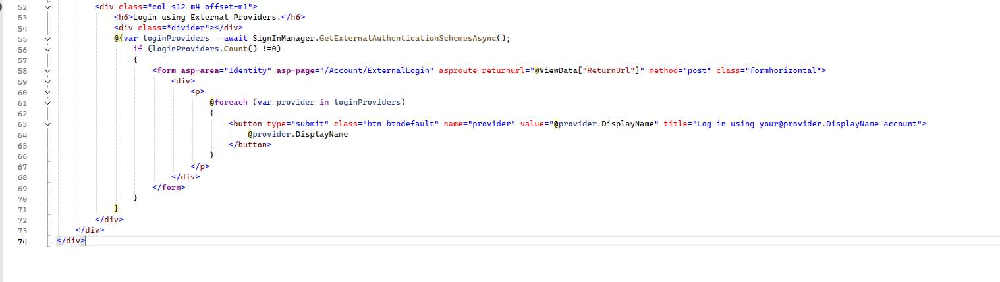 52 <div class="col s12 m4 offset-m1">
53 <h6>Login using External Providers.</h6>
54 <div class="divider"></div>
55 @{var loginProviders = await SignInManager.GetExternalAuthenticationSchemesAsync();
56 if (loginProviders.Count() !=0)
57 {
58 <form asp-area="Identity" asp-page="/Account/ExternalLogin" asproute-returnurl="@ViewData["ReturnUrl"]" method="post" class="formhorizontal">
59 <div>
60 <p>
61 @foreach (var provider in loginProviders)
62 {
63 <button type="submit" class="btn btndefault" name="provider" value="@provider.DisplayName" title="Log in using your@provider.DisplayName account">
64 @provider.DisplayName
65 </button>
66 }
67 </p>
68 </div>
69 </form>
70 }
71 }
72 </div>
73 </div>
74 </div>